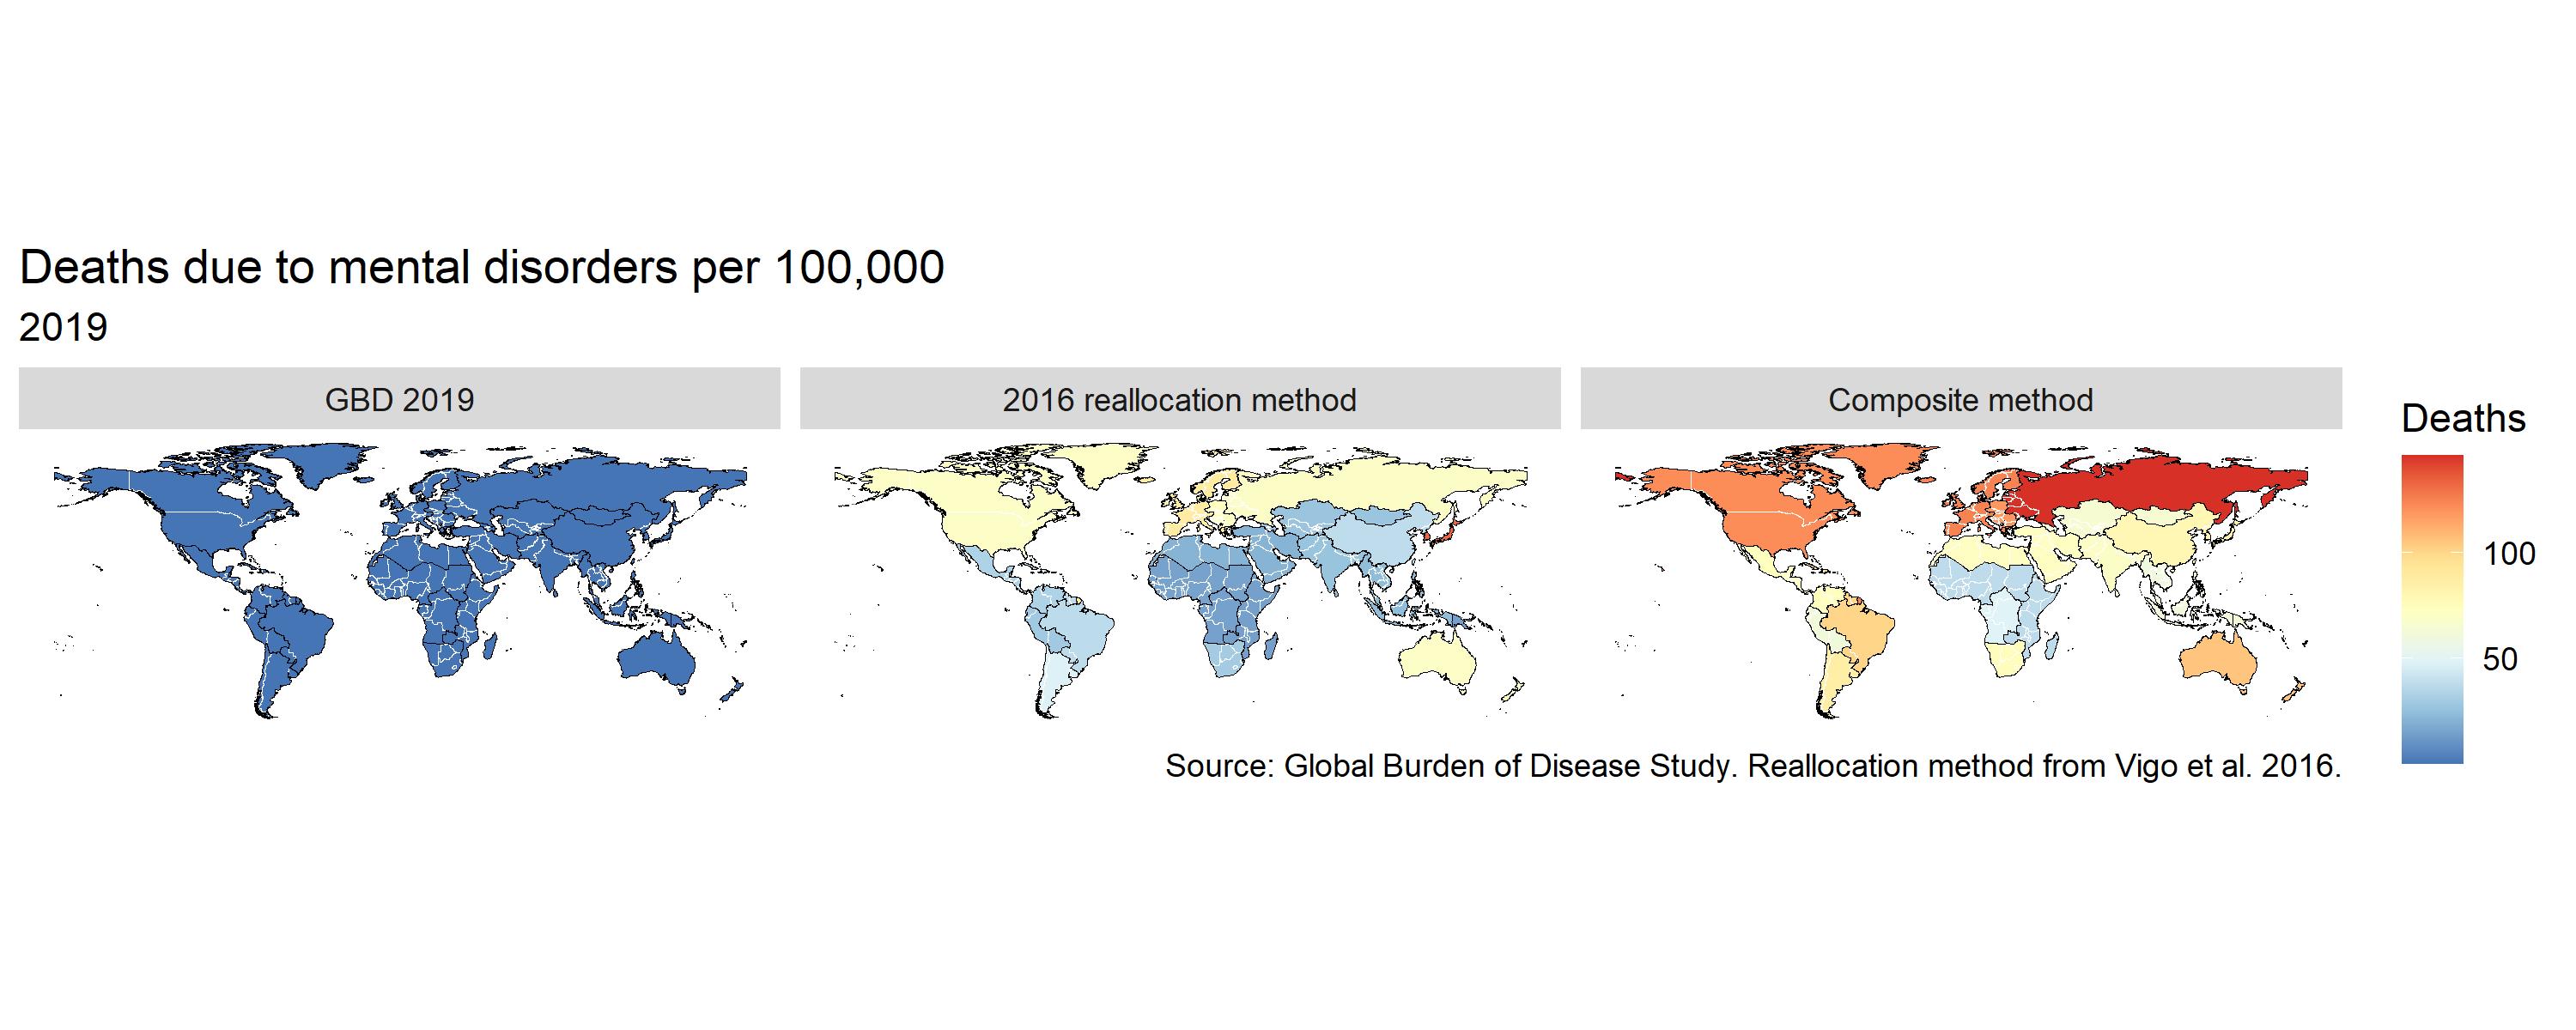 Deaths due to mental disorders per 100,000
2019
GBD 2019
2016 reallocation method
Composite method
Deaths
100
50
Source: Global Burden of Disease Study. Reallocation method from Vigo et al. 2016.